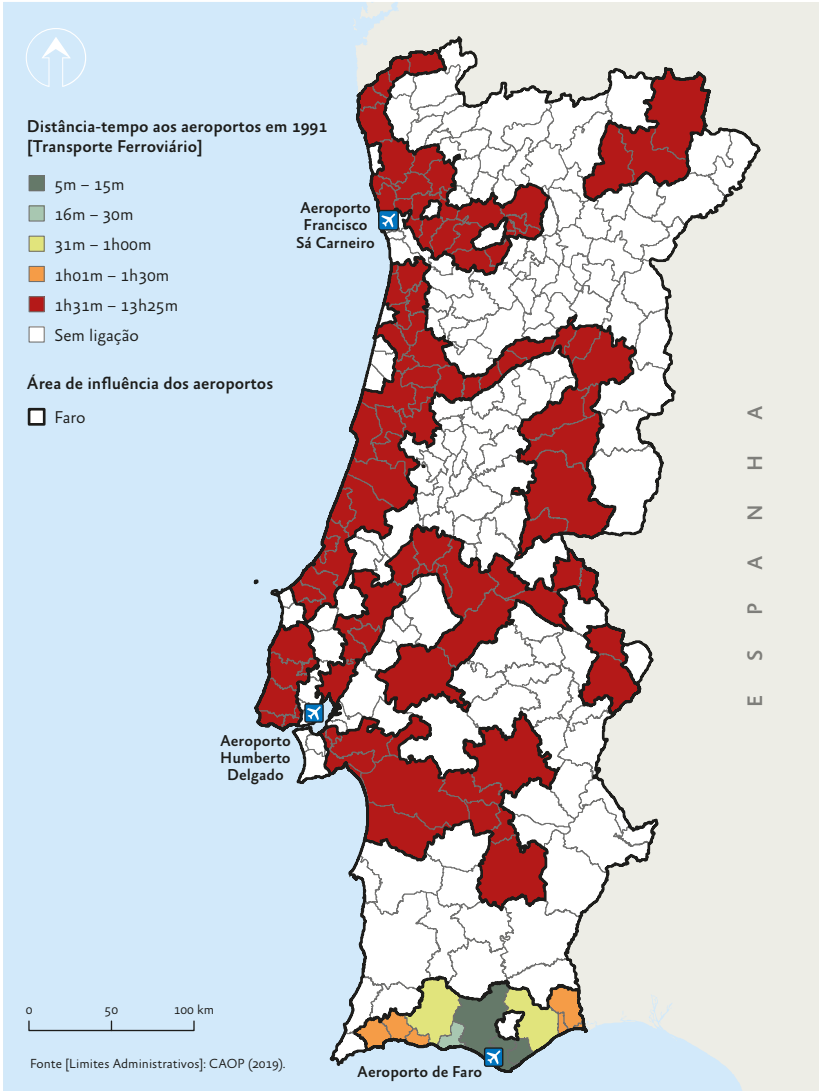 Distância-tempo aos aeroportos em 1991
[Transporte Ferroviário]
5m – 15m
16m – 30m
31m – 1h00m
1h01m – 1h30m
1h31m – 13h25m
Sem ligação
Área de influência dos aeroportos
Faro
Aeroporto
Francisco
Sá Carneiro
ESPANHA
Aeroporto
Humberto
Delgado
0 50 100 km
Fonte [Limites Administrativos]: CAOP (2019).
Aeroporto de Faro